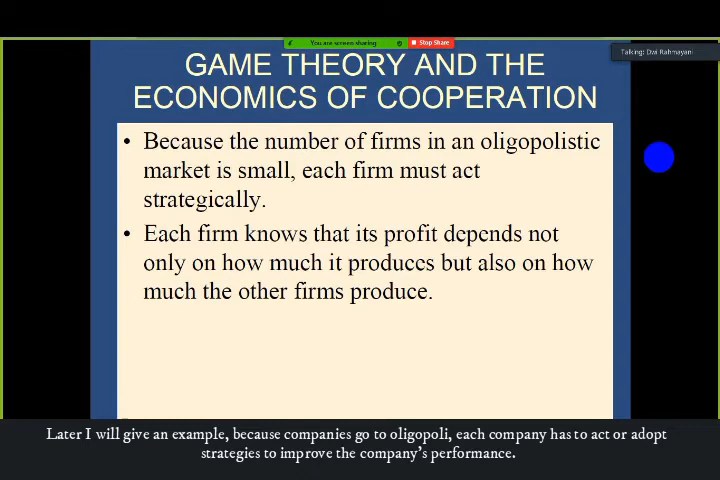 You are screen sharing
Stop Share
Talking: Dwi Rahmayani
GAME THEORY AND THE
ECONOMICS OF COOPERATION
• Because the number of firms in an oligopolistic
market is small, each firm must act
strategically.
• Each firm knows that its profit depends not
only on how much it produces but also on how
much the other firms produce.
Later I will give an example, because companies go to oligopoli, each company has to act or adopt
strategies to improve the company's performance.